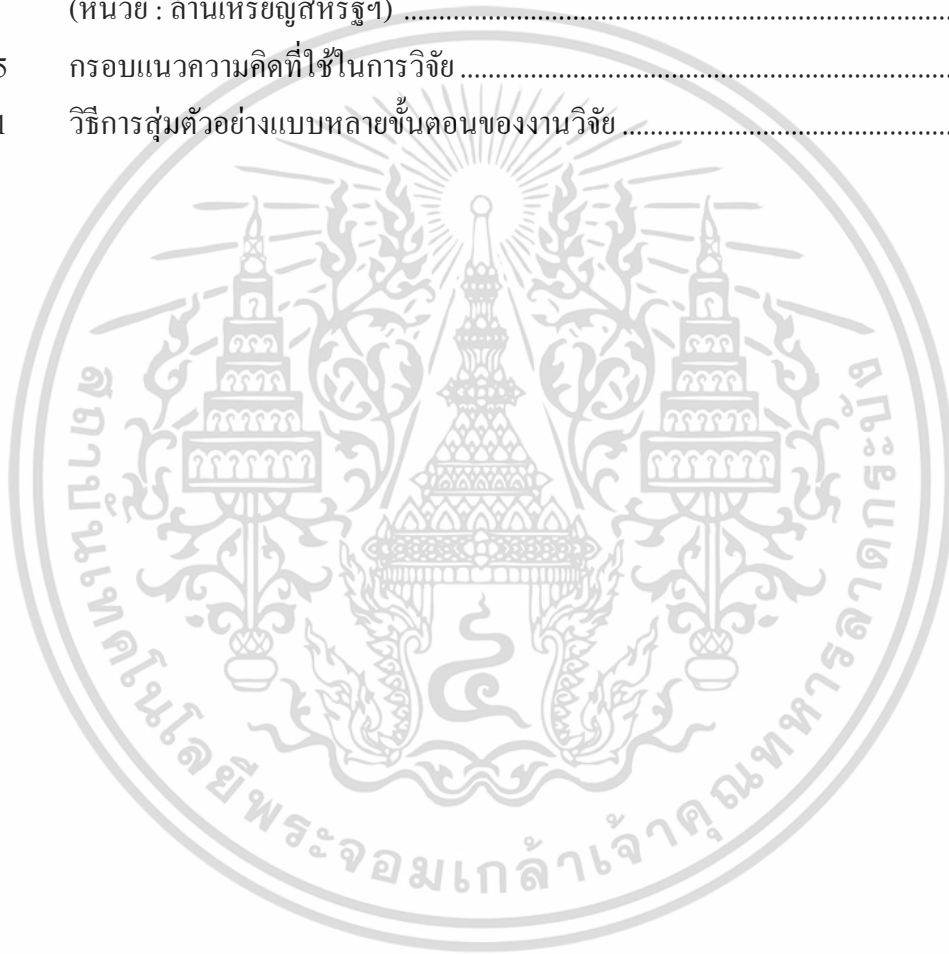 (หน่วย : ล้านเหรียญสหรัฐฯ) ........................................................................
5 กรอบแนวความคิดที่ใช้ในการวิจัย ........................................................................
1 วิธีการสุ่มตัวอย่างแบบหลายขั้นตอนของงานวิจัย ................................................
สถาบันเทคโนโลยีพระจอมเกล้าเจ้าคุณทหารลาดกระบัง
๔